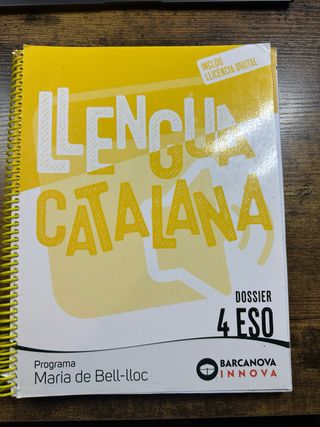 INCLOU
LLICÈNCIA DIGITAL
LLENGUA
CATALANA
DOSSIER
4 ESO
Programa
Maria de Bell-lloc
BARCANOVA
INNOVA